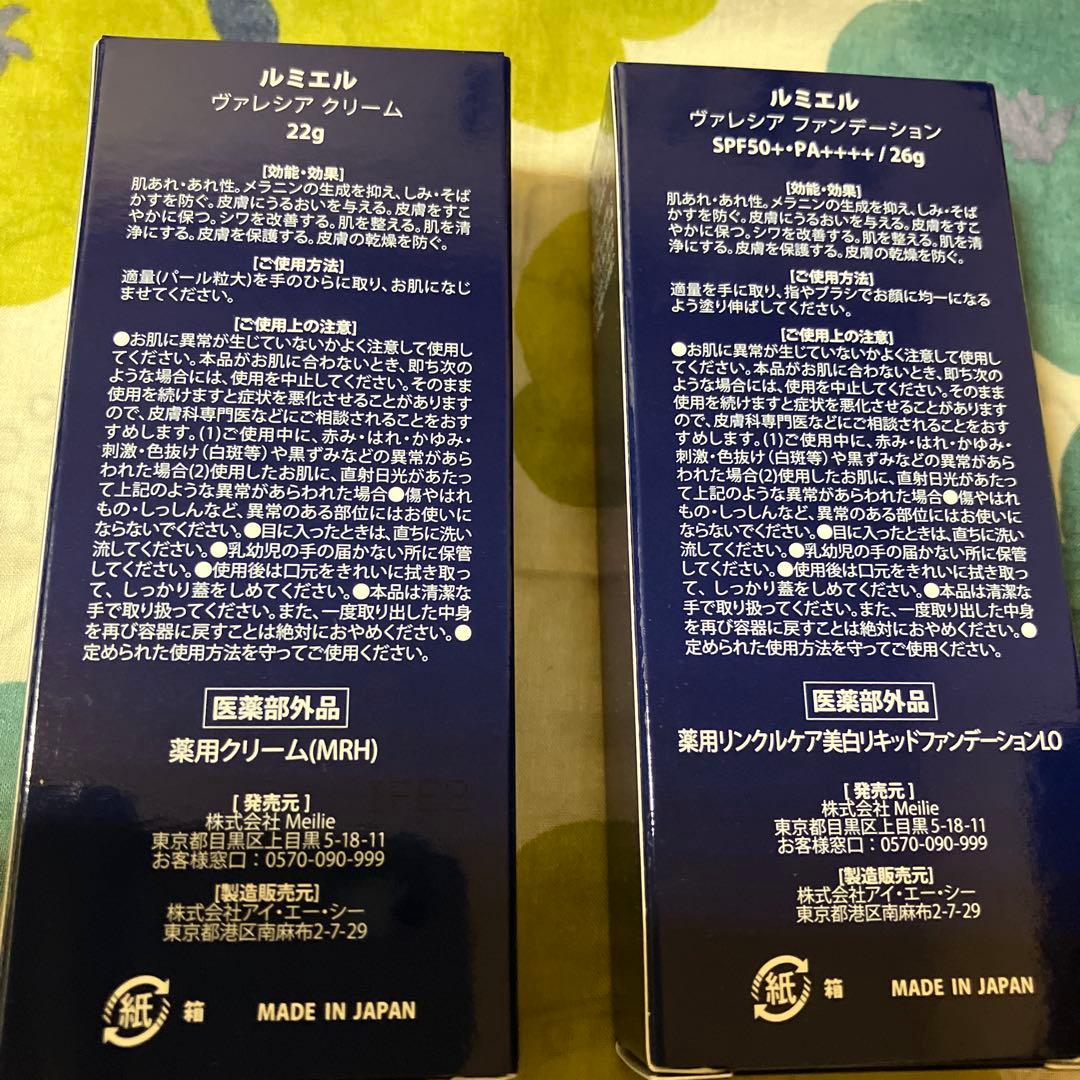 ルミエル
ヴァレシア クリーム
22g
[効能・効果]
肌あれ・あれ性。メラニンの生成を抑え、しみ・そば
かすを防ぐ。皮膚にうるおいを与える。皮膚をすこ
やかに保つ。シワを改善する。肌を整える。肌を清
浄にする。皮膚を保護する。皮膚の乾燥を防ぐ。
[ご使用方法]
適量(パール粒大)を手のひらに取り、お肌になじ
ませてください。
[ご使用上の注意]
●お肌に異常が生じていないかよく注意して使用し
てください。本品がお肌に合わないとき、即ち次の
ような場合には、使用を中止してください。そのまま
使用を続けますと症状を悪化させることがあります
ので、皮膚科専門医などにご相談されることをおす
すめします。(1)ご使用中に、赤み・はれ・かゆみ・
刺激・色抜け（白斑等）や黒ずみなどの異常があら
われた場合(2)使用したお肌に、直射日光があたっ
て上記のような異常があらわれた場合●傷やはれ
もの・しっしんなど、異常のある部位にはお使いに
ならないでください。●目に入ったときは、直ちに洗い
流してください。●乳幼児の手の届かない所に保管
してください。●使用後は口元をきれいに拭き取っ
て、しっかり蓋をしめてください。●本品は清潔な
手で取り扱ってください。また、一度取り出した中身
を再び容器に戻すことは絶対におやめください。●
定められた使用方法を守ってご使用ください。
医薬部外品
薬用クリーム(MRH)
[ 発売元 ]
株式会社 Meilie
東京都目黒区上目黒 5-18-11
お客様窓口：0570-090-999
[製造販売元]
株式会社アイ・エー・シー
東京都港区南麻布2-7-29
紙 箱 MADE IN JAPAN
ルミエル
ヴァレシア ファンデーション
SPF50+・PA++++ / 26g
[効能・効果]
肌あれ・あれ性。メラニンの生成を抑え、しみ・そば
かすを防ぐ。皮膚にうるおいを与える。皮膚をすこ
やかに保つ。シワを改善する。肌を整える。肌を清
浄にする。皮膚を保護する。皮膚の乾燥を防ぐ。
[ご使用方法]
適量を手に取り、指やブラシでお顔に均一になる
よう塗り伸ばしてください。
[ご使用上の注意]
●お肌に異常が生じていないかよく注意して使用し
てください。本品がお肌に合わないとき、即ち次の
ような場合には、使用を中止してください。そのまま
使用を続けますと症状を悪化させることがあります
ので、皮膚科専門医などにご相談されることをおす
すめします。(1)ご使用中に、赤み・はれ・かゆみ・
刺激・色抜け（白斑等）や黒ずみなどの異常があら
われた場合(2)使用したお肌に、直射日光があたっ
て上記のような異常があらわれた場合●傷やはれ
もの・しっしんなど、異常のある部位にはお使いに
ならないでください。●目に入ったときは、直ちに洗い
流してください。●乳幼児の手の届かない所に保管
してください。●使用後は口元をきれいに拭き取っ
て、しっかり蓋をしめてください。●本品は清潔な
手で取り扱ってください。また、一度取り出した中身
を再び容器に戻すことは絶対におやめください。●
定められた使用方法を守ってご使用ください。
医薬部外品
薬用リンクルケア美白リキッドファンデーションLO
[ 発売元 ]
株式会社 Meilie
東京都目黒区上目黒 5-18-11
お客様窓口：0570-090-999
[製造販売元]
株式会社アイ・エー・シー
東京都港区南麻布2-7-29
紙 箱 MADE IN JAPAN